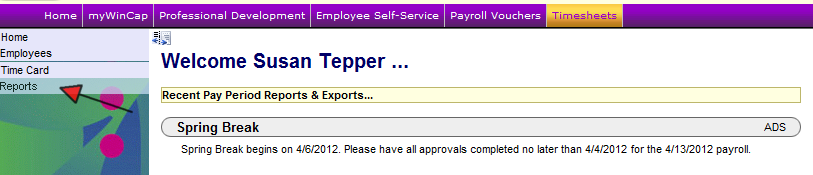 Home myWinCap Professional Development Employee Self-Service Payroll Vouchers Timesheets
Home
Employees
Time Card
Reports
Welcome Susan Tepper ...
Recent Pay Period Reports & Exports...
Spring Break ADS
Spring Break begins on 4/6/2012. Please have all approvals completed no later than 4/4/2012 for the 4/13/2012 payroll.